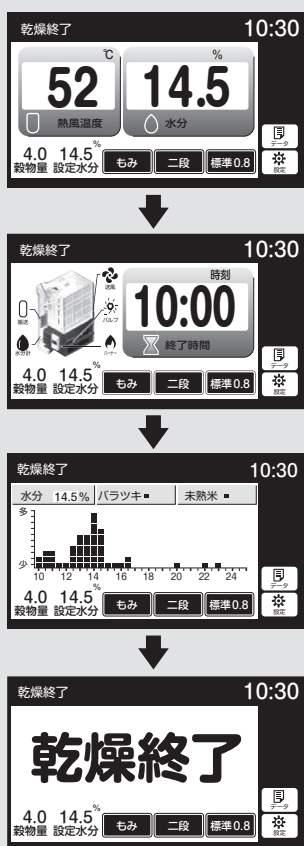 乾燥終了 10:30
℃ %
52 14.5
熱風温度 水分
データ
4.0 14.5% もみ 二段 標準0.8
穀物量 設定水分
設定
乾燥終了 10:30
送風 時刻
搬送 バルブ 10:00
水分計 バーナー 終了時間
データ
4.0 14.5% もみ 二段 標準0.8
穀物量 設定水分
設定
乾燥終了 10:30
水分 14.5% バラツキ 未熟米
多
少
10 12 14 16 18 20 22 24
データ
4.0 14.5% もみ 二段 標準0.8
穀物量 設定水分
設定
乾燥終了 10:30
乾燥終了
データ
4.0 14.5% もみ 二段 標準0.8
穀物量 設定水分
設定